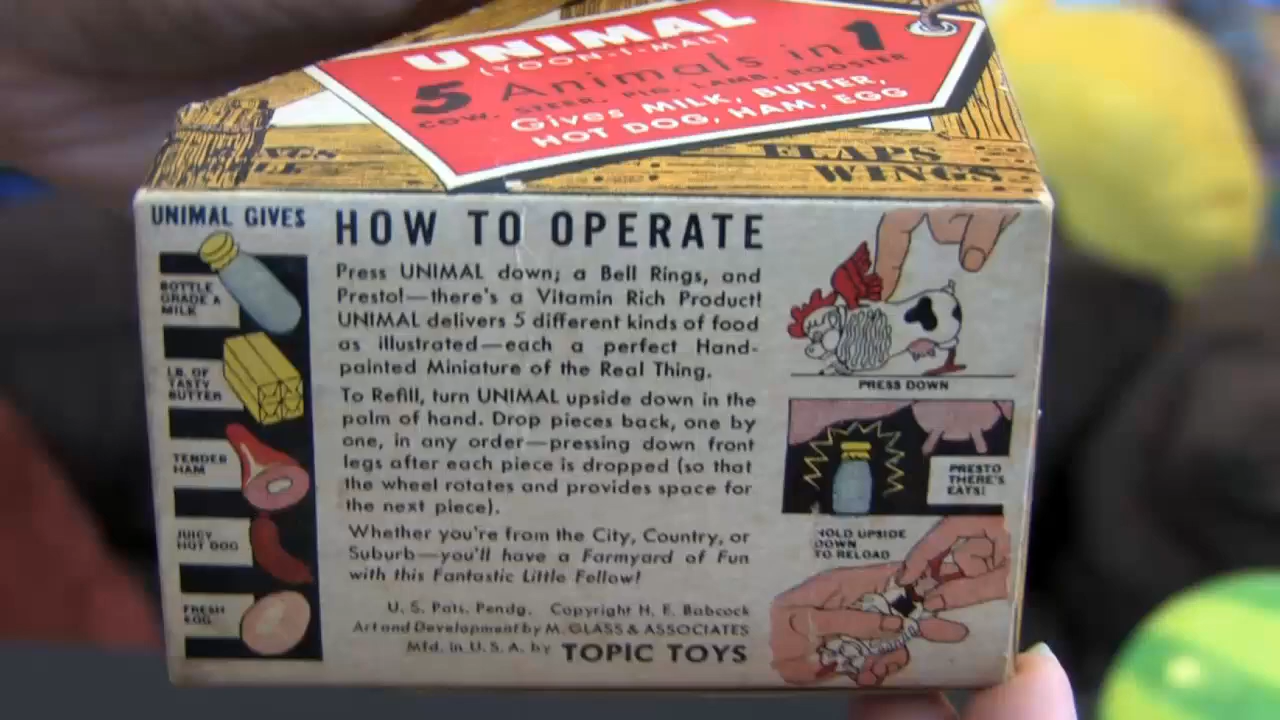 UNIMAL
(YOON-I-MAL)
5 Animals in 1
COW, STEER, PIG, LAMB, ROOSTER
Gives MILK, BUTTER,
HOT DOG, HAM, EGG
FLAPS
WINGS
UNIMAL GIVES
BOTTLE
GRADE A
MILK
LB. OF
TASTY
BUTTER
TENDER
HAM
JUICY
HOT DOG
FRESH
EGG
HOW TO OPERATE
Press UNIMAL down; a Bell Rings, and
Presto!—there's a Vitamin Rich Product!
UNIMAL delivers 5 different kinds of food
as illustrated—each a perfect Hand-
painted Miniature of the Real Thing.
To Refill, turn UNIMAL upside down in the
palm of hand. Drop pieces back, one by
one, in any order—pressing down front
legs after each piece is dropped (so that
the wheel rotates and provides space for
the next piece).
Whether you're from the City, Country, or
Suburb—you'll have a Farmyard of Fun
with this Fantastic Little Fellow!
U. S. Pats. Pendg. Copyright H. E. Babcock
Art and Development by M. GLASS & ASSOCIATES
Mfd. in U. S. A. by TOPIC TOYS
PRESS DOWN
PRESTO
THERE'S
EATS!
HOLD UPSIDE
DOWN
TO RELOAD